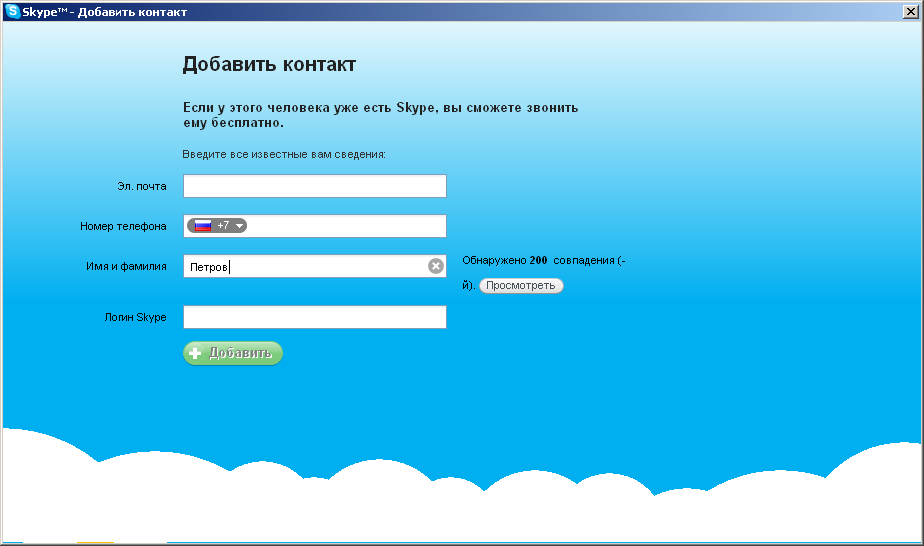 Skype™ - Добавить контакт
Добавить контакт
Если у этого человека уже есть Skype, вы сможете звонить
ему бесплатно.
Введите все известные вам сведения:
Эл. почта
Номер телефона +7
Имя и фамилия Петров Обнаружено 200 совпадения (-
й). Просмотреть
Логин Skype
Добавить